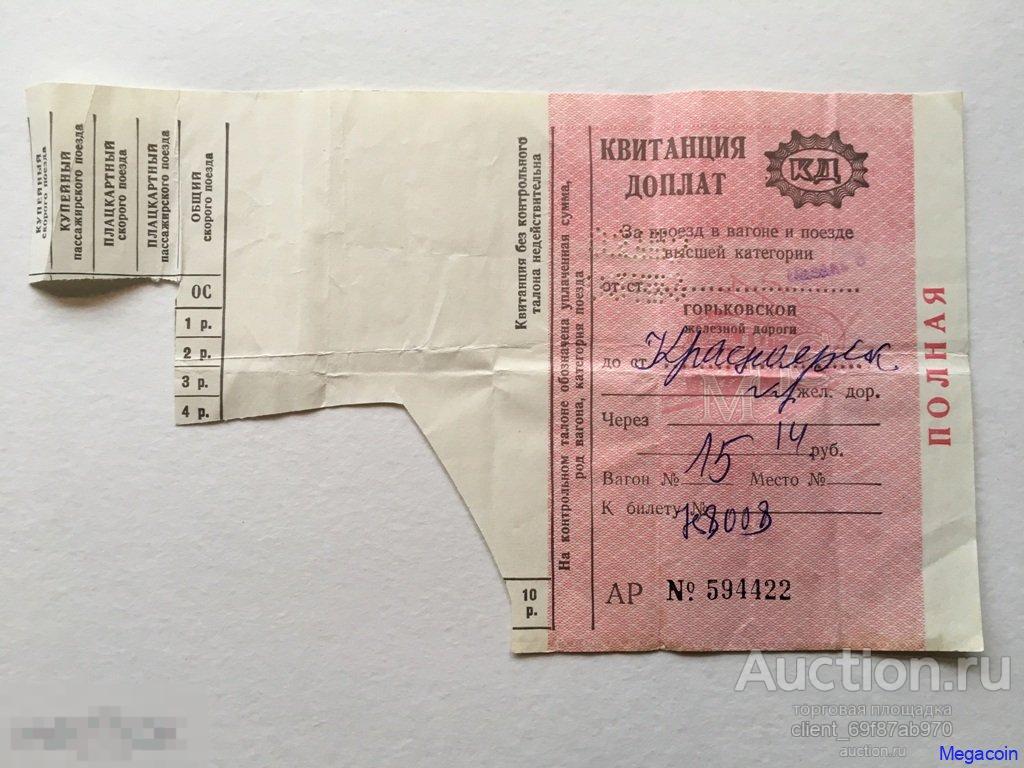 КУПЕЙНЫЙ
скорого поезда
КУПЕЙНЫЙ
пассажирского поезда
ПЛАЦКАРТНЫЙ
скорого поезда
ПЛАЦКАРТНЫЙ
пассажирского поезда
ОБЩИЙ
скорого поезда
ОС
1 р.
2 р.
3 р.
4 р.
10
р.
Квитанция без контрольного
талона недействительна
На контрольном талоне обозначена уплаченная сумма,
род вагона, категория поезда
КВИТАНЦИЯ
ДОПЛАТ
КД
За проезд в вагоне и поезде
высшей категории
от ст.
ГОРЬКОВСКОЙ
железной дороги
до ст. Красноярск
жел. дор.
Через
14 руб.
Вагон № 15 Место №
К билету № 78008
АР № 594422
ПОЛНАЯ
Auction.ru
торговая площадка
client_69f87ab970
auction.ru
Megacoin